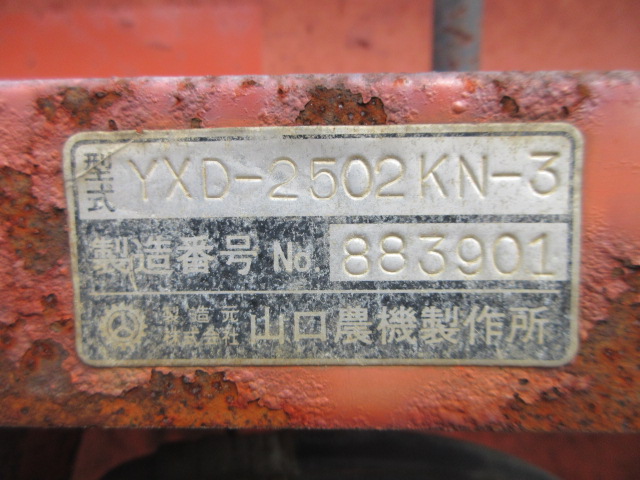 型式 YXD-2502KN-3
製造番号 No. 883901
製造元
株式会社 山口農機製作所